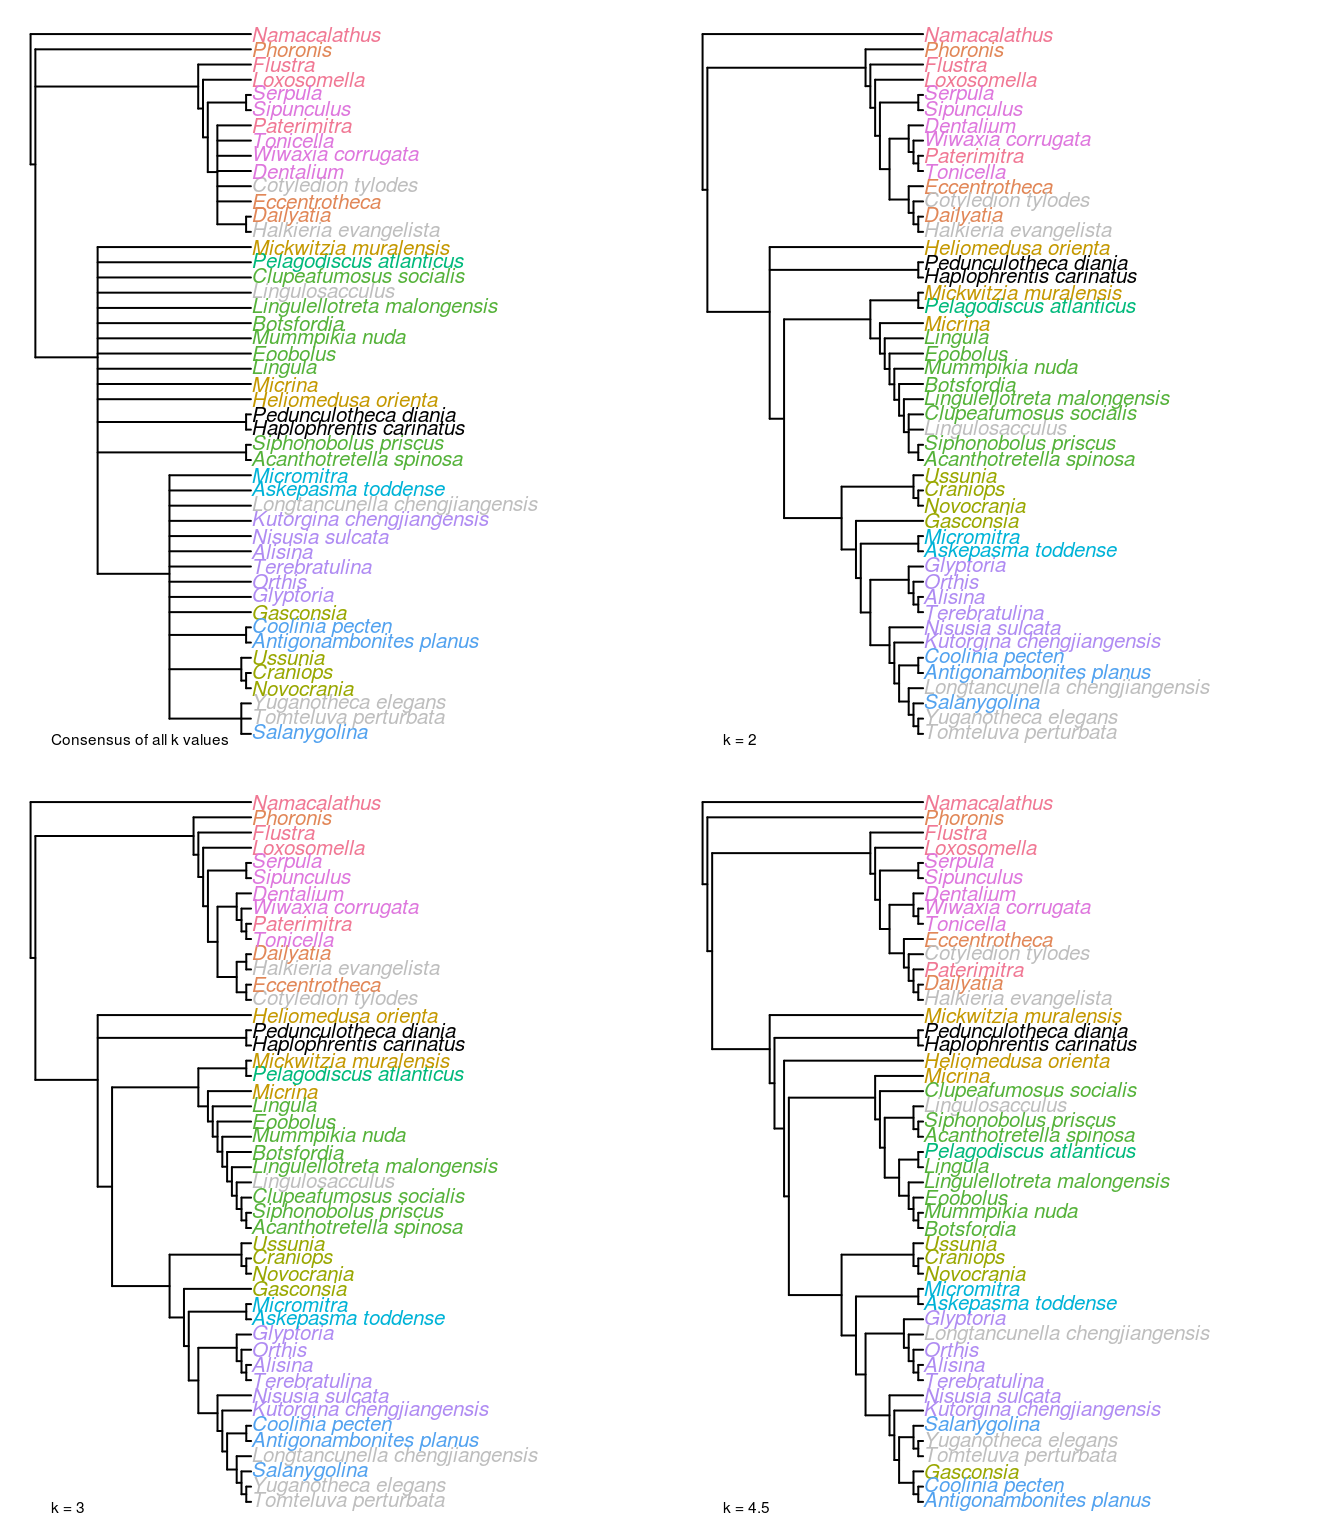 Namacalathus
Phoronis
Flustra
Loxosomella
Serpula
Sipunculus
Paterimitra
Tonicella
Wiwaxia corrugata
Dentalium
Cotyledion tylodes
Eccentrotheca
Dailyatia
Halkieria evangelista
Mickwitzia muralensis
Pelagodiscus atlanticus
Clupeafumosus socialis
Lingulosacculus
Lingulellotreta malongensis
Botsfordia
Mummpikia nuda
Eoobolus
Lingula
Micrina
Heliomedusa orienta
Pedunculotheca diania
Haplophrentis carinatus
Siphonobolus priscus
Acanthotretella spinosa
Micromitra
Askepasma toddense
Longtancunella chengjiangensis
Kutorgina chengjiangensis
Nisusia sulcata
Alisina
Terebratulina
Orthis
Glyptoria
Gasconsia
Coolinia pecten
Antigonambonites planus
Ussunia
Craniops
Novocrania
Yuganotheca elegans
Tomteluva perturbata
Salanygolina
Consensus of all k values
Namacalathus
Phoronis
Flustra
Loxosomella
Serpula
Sipunculus
Dentalium
Wiwaxia corrugata
Paterimitra
Tonicella
Eccentrotheca
Cotyledion tylodes
Dailyatia
Halkieria evangelista
Heliomedusa orienta
Pedunculotheca diania
Haplophrentis carinatus
Mickwitzia muralensis
Pelagodiscus atlanticus
Micrina
Lingula
Eoobolus
Mummpikia nuda
Botsfordia
Lingulellotreta malongensis
Clupeafumosus socialis
Lingulosacculus
Siphonobolus priscus
Acanthotretella spinosa
Ussunia
Craniops
Novocrania
Gasconsia
Micromitra
Askepasma toddense
Glyptoria
Orthis
Alisina
Terebratulina
Nisusia sulcata
Kutorgina chengjiangensis
Coolinia pecten
Antigonambonites planus
Longtancunella chengjiangensis
Salanygolina
Yuganotheca elegans
Tomteluva perturbata
k = 2
Namacalathus
Phoronis
Flustra
Loxosomella
Serpula
Sipunculus
Dentalium
Wiwaxia corrugata
Paterimitra
Tonicella
Dailyatia
Halkieria evangelista
Eccentrotheca
Cotyledion tylodes
Heliomedusa orienta
Pedunculotheca diania
Haplophrentis carinatus
Mickwitzia muralensis
Pelagodiscus atlanticus
Micrina
Lingula
Eoobolus
Mummpikia nuda
Botsfordia
Lingulellotreta malongensis
Lingulosacculus
Clupeafumosus socialis
Siphonobolus priscus
Acanthotretella spinosa
Ussunia
Craniops
Novocrania
Gasconsia
Micromitra
Askepasma toddense
Glyptoria
Orthis
Alisina
Terebratulina
Nisusia sulcata
Kutorgina chengjiangensis
Coolinia pecten
Antigonambonites planus
Longtancunella chengjiangensis
Salanygolina
Yuganotheca elegans
Tomteluva perturbata
k = 3
Namacalathus
Phoronis
Flustra
Loxosomella
Serpula
Sipunculus
Dentalium
Wiwaxia corrugata
Tonicella
Eccentrotheca
Cotyledion tylodes
Paterimitra
Dailyatia
Halkieria evangelista
Mickwitzia muralensis
Pedunculotheca diania
Haplophrentis carinatus
Heliomedusa orienta
Micrina
Clupeafumosus socialis
Lingulosacculus
Siphonobolus priscus
Acanthotretella spinosa
Pelagodiscus atlanticus
Lingula
Lingulellotreta malongensis
Eoobolus
Mummpikia nuda
Botsfordia
Ussunia
Craniops
Novocrania
Micromitra
Askepasma toddense
Glyptoria
Longtancunella chengjiangensis
Orthis
Alisina
Terebratulina
Nisusia sulcata
Kutorgina chengjiangensis
Salanygolina
Yuganotheca elegans
Tomteluva perturbata
Gasconsia
Coolinia pecten
Antigonambonites planus
k = 4.5